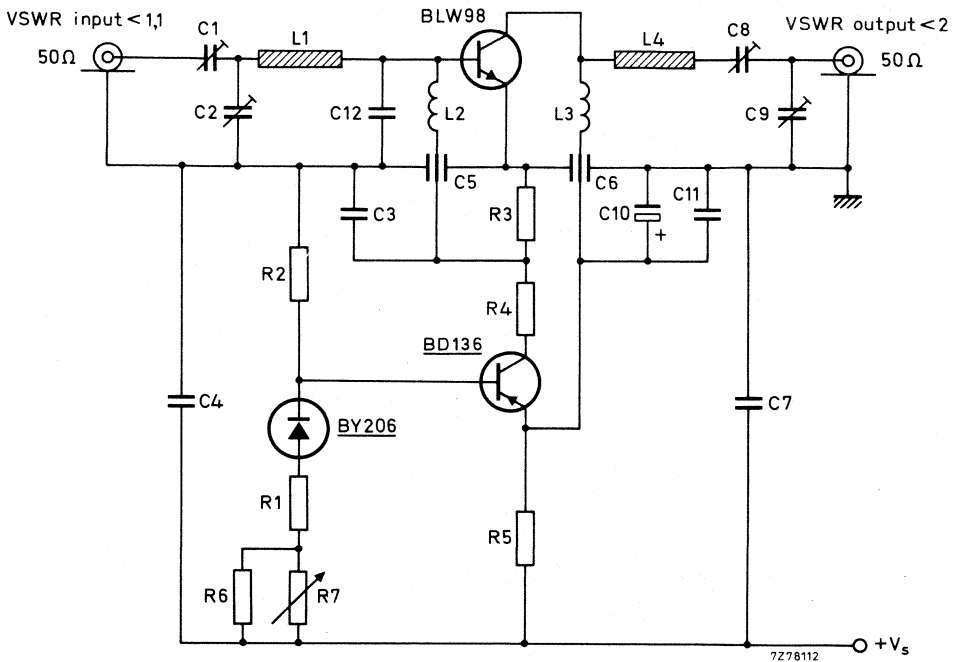 VSWR input < 1,1
BLW98
VSWR output < 2
50Ω
C1
L1
L4
C8
50Ω
C2
C12
L2
L3
C9
C5
C6
C3
R3
C10
C11
+
R2
R4
BD136
C4
BY206
C7
R1
R5
R6
R7
7Z78112
+Vs